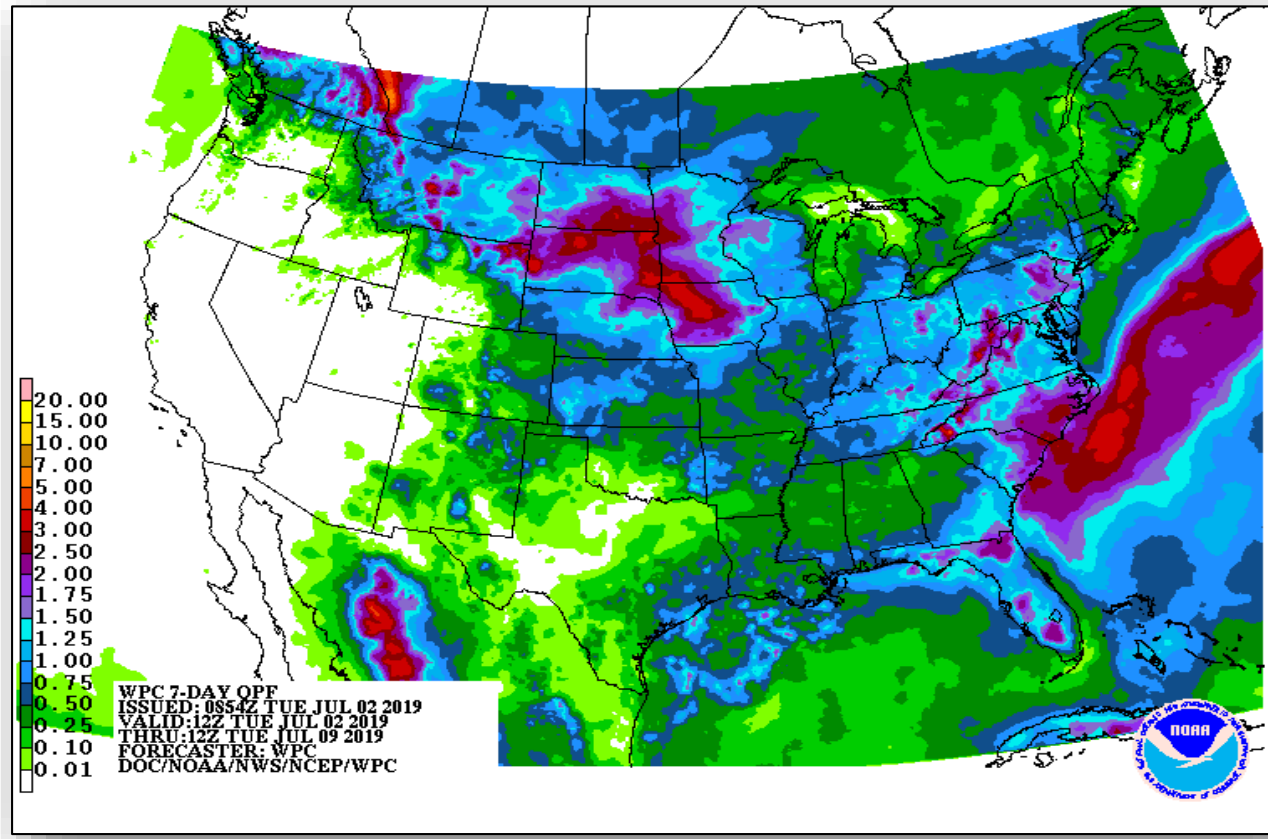 20.00
15.00
10.00
7.00
5.00
4.00
3.00
2.50
2.00
1.75
1.50
1.25
1.00
0.75
0.50
0.25
0.10
0.01
WPC 7-DAY QPF
ISSUED: 0854Z TUE JUL 02 2019
VALID:12Z TUE JUL 02 2019
THRU:12Z TUE JUL 09 2019
FORECASTER: WPC
DOC/NOAA/NWS/NCEP/WPC
NOAA